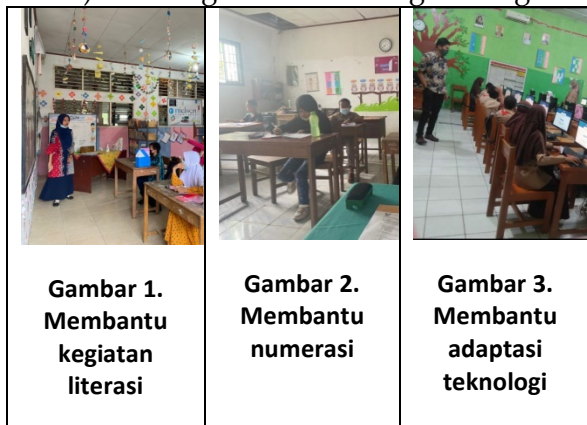 Gambar 1.
Membantu
kegiatan
literasi
Gambar 2.
Membantu
numerasi
Gambar 3.
Membantu
adaptasi
teknologi